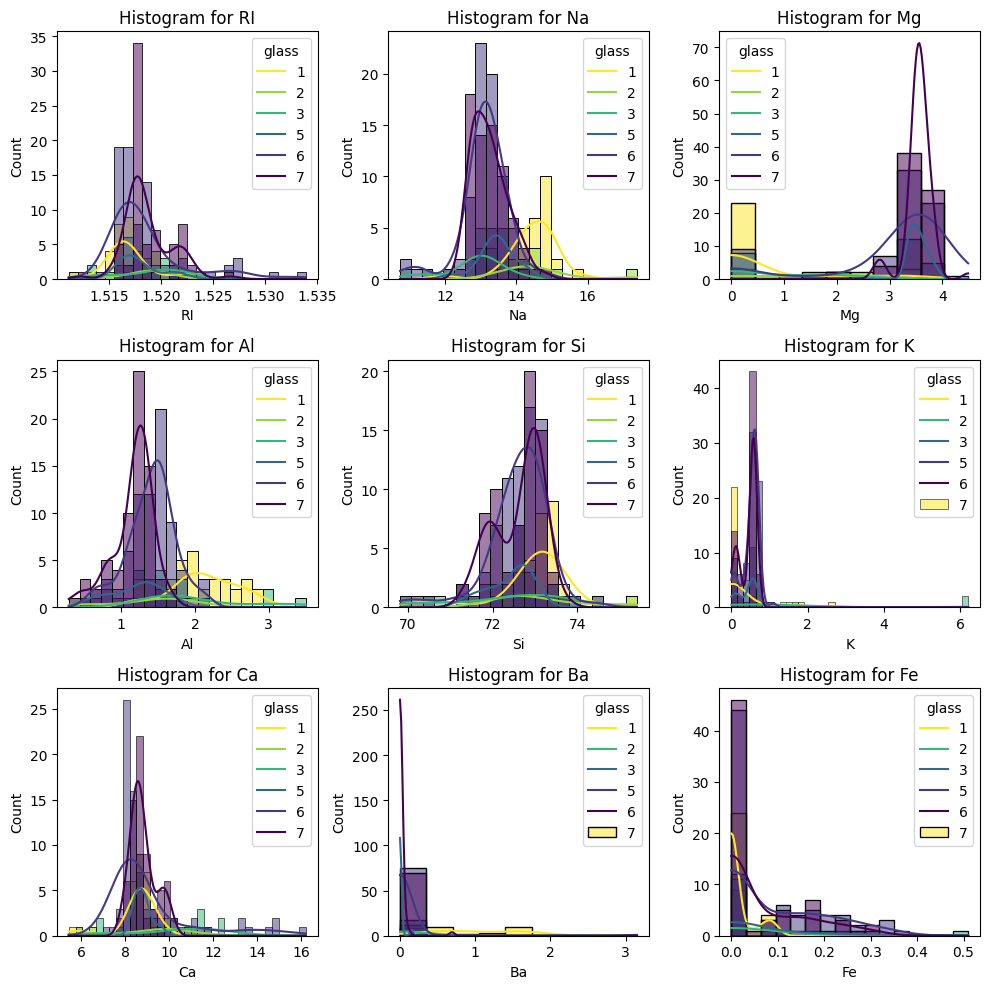 Histogram for RI
35
30
25
20
15
10
5
0
Count
glass
1
2
3
5
6
7
1.515 1.520 1.525 1.530 1.535
RI
Histogram for Na
20
15
10
5
0
Count
glass
1
2
3
5
6
7
12 14 16
Na
Histogram for Mg
70
60
50
40
30
20
10
0
Count
glass
1
2
3
5
6
7
0 1 2 3 4
Mg
Histogram for Al
25
20
15
10
5
0
Count
glass
1
2
3
5
6
7
1 2 3
Al
Histogram for Si
20
15
10
5
0
Count
glass
1
2
3
5
6
7
70 72 74
Si
Histogram for K
40
30
20
10
0
Count
glass
1
2
3
5
6
7
0 2 4 6
K
Histogram for Ca
25
20
15
10
5
0
Count
glass
1
2
3
5
6
7
6 8 10 12 14 16
Ca
Histogram for Ba
250
200
150
100
50
0
Count
glass
1
2
3
5
6
7
0 1 2 3
Ba
Histogram for Fe
40
30
20
10
0
Count
glass
1
2
3
5
6
7
0.0 0.1 0.2 0.3 0.4 0.5
Fe